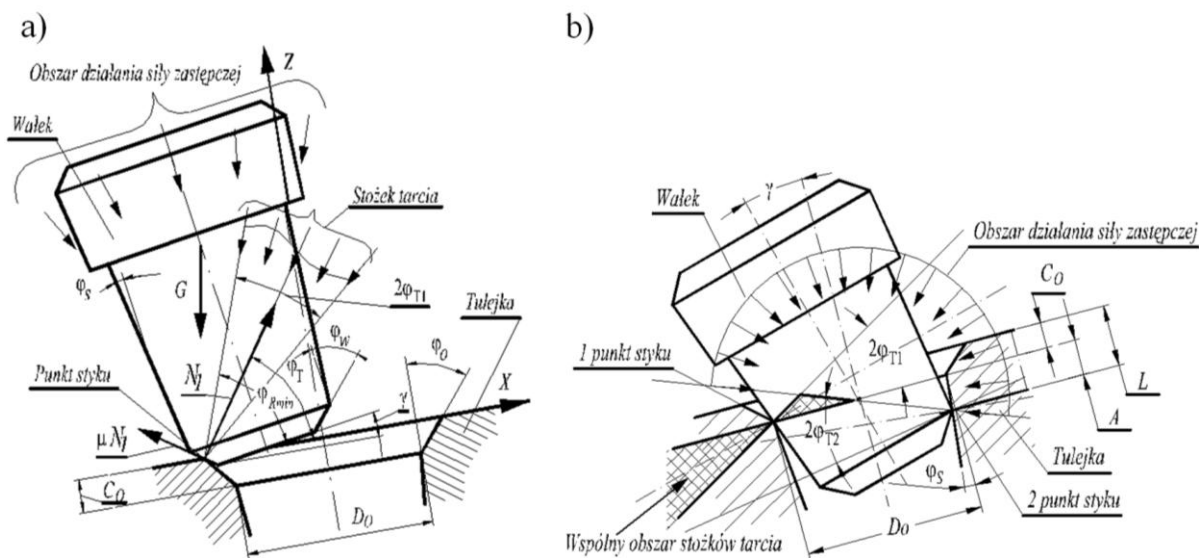 a)
Z
Obszar działania siły zastępczej
Wałek
Stożek tarcia
φS
G
2φT1
Tulejka
φW
φO
φT
N1
Punkt styku
φRmin
γ
X
μN1
CO
DO
b)
γ
Wałek
Obszar działania siły zastępczej
CO
1 punkt styku
2φT1
L
2φT2
A
φS
Tulejka
2 punkt styku
Do
Wspólny obszar stożków tarcia